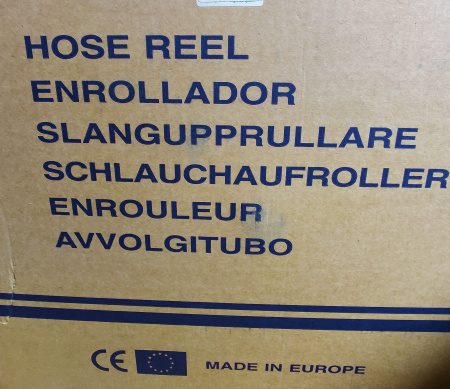 HOSE REEL
ENROLLADOR
SLANGUPPRULLARE
SCHLAUCHAUFROLLER
ENROULEUR
AVVOLGITUBO
CE MADE IN EUROPE